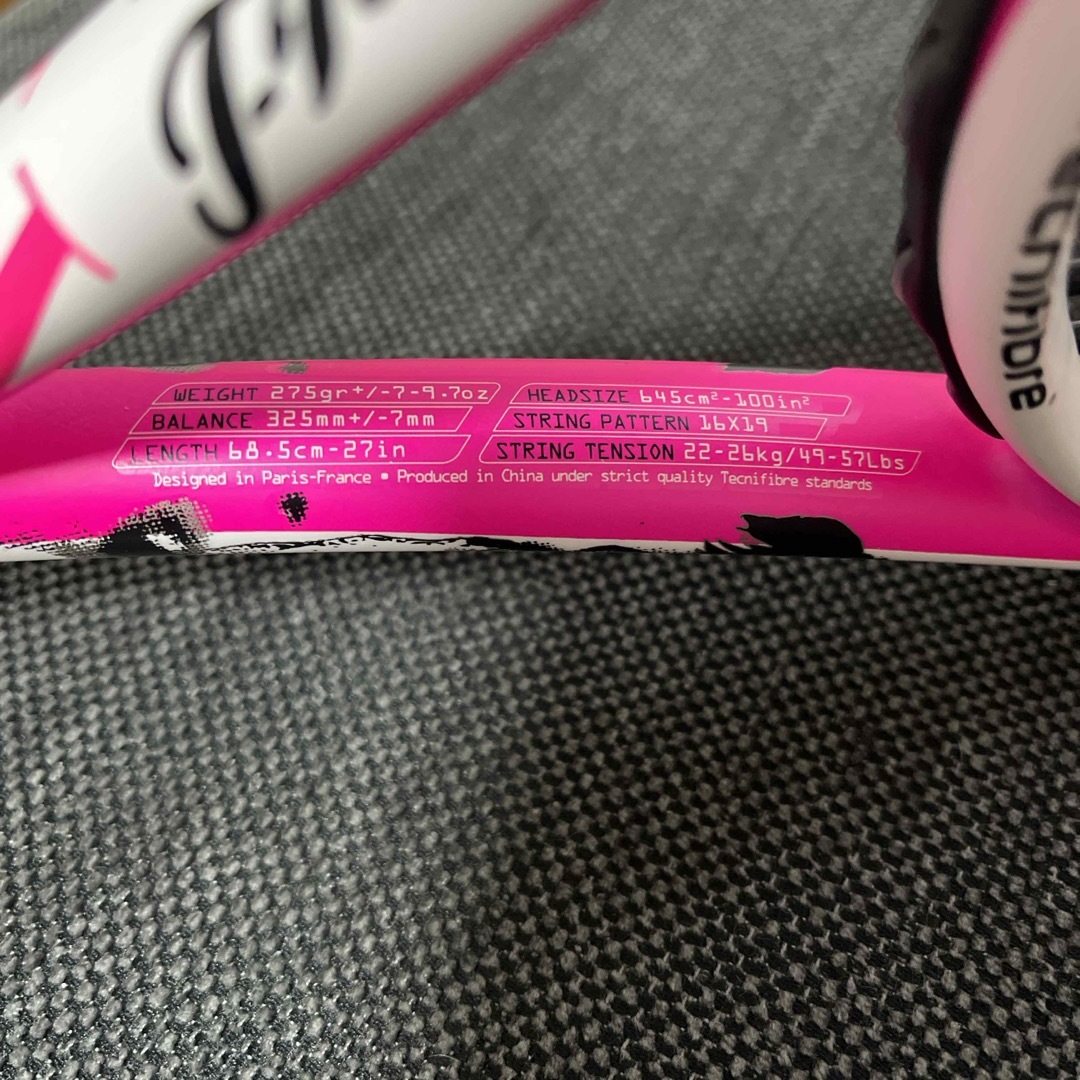 WEIGHT 275gr+/-7-9.7oz
BALANCE 325mm+/-7mm
LENGTH 68.5cm-27in
HEADSIZE 645cm²-100in²
STRING PATTERN 16X19
STRING TENSION 22-26kg/49-57Lbs
Designed in Paris-France • Produced in China under strict quality Tecnifibre standards